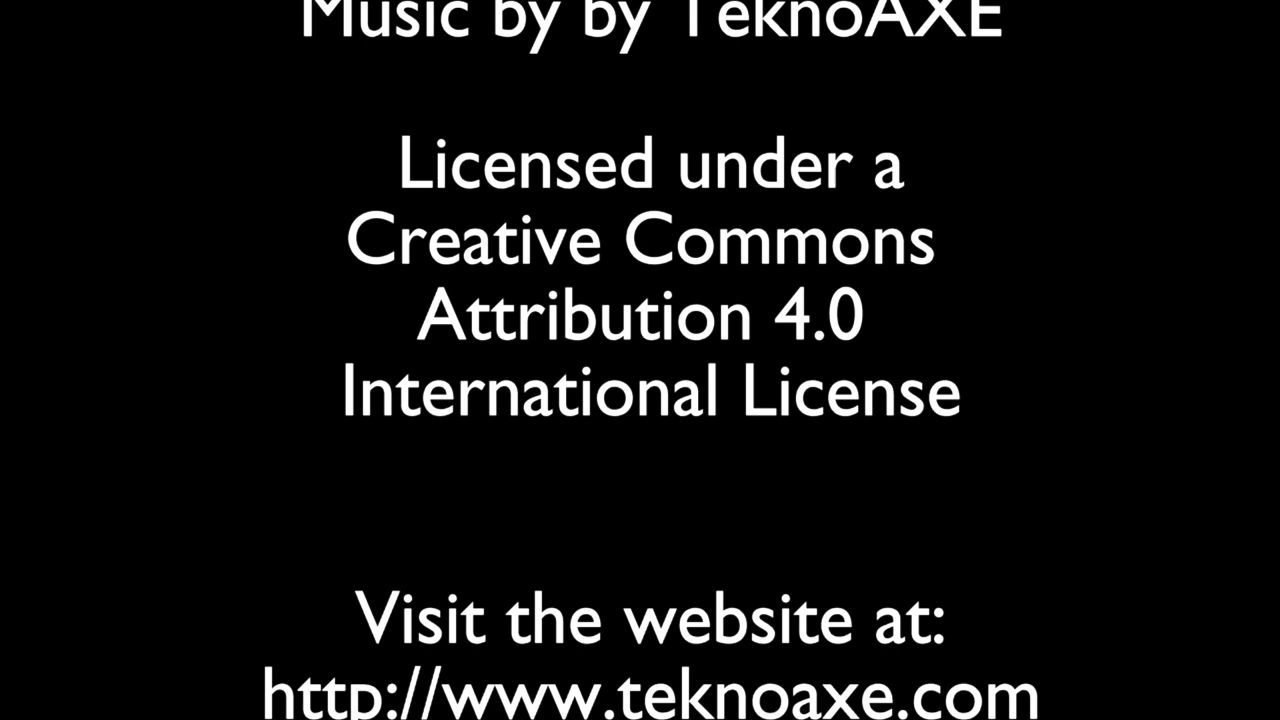 Music by by TeknoAXE
Licensed under a
Creative Commons
Attribution 4.0
International License
Visit the website at:
http://www.teknoaxe.com